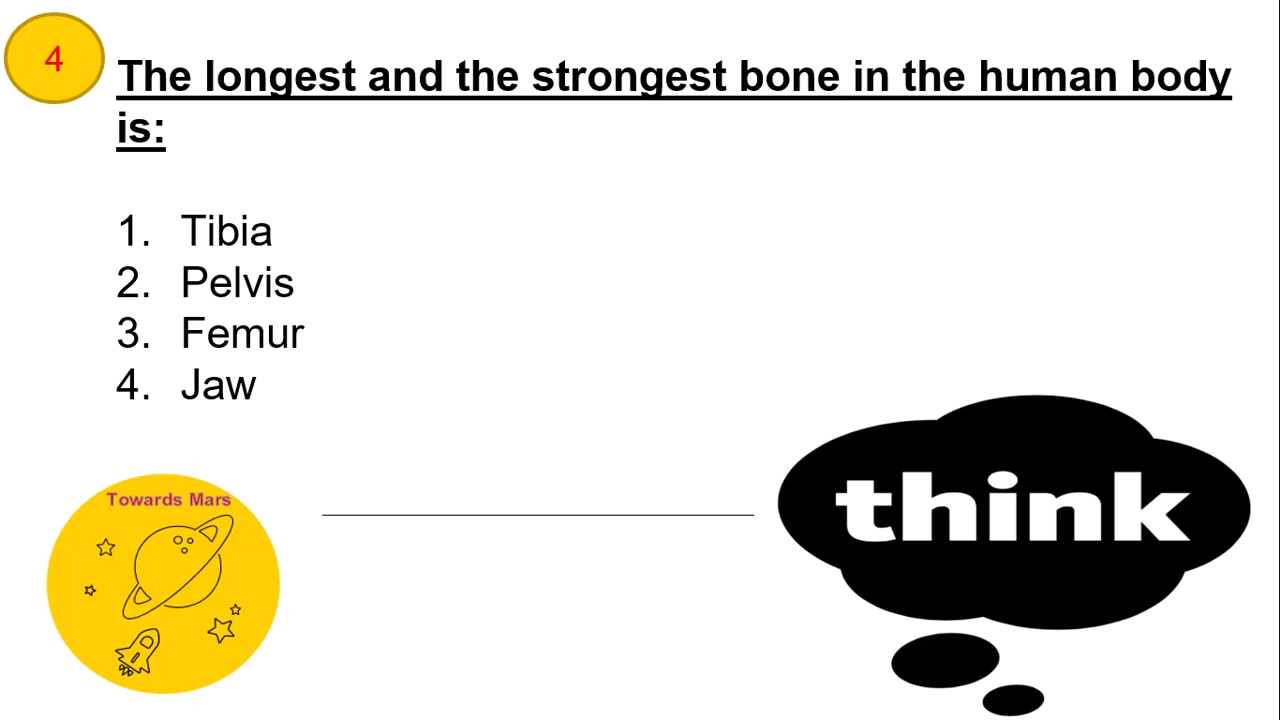 4
The longest and the strongest bone in the human body
is:
1. Tibia
2. Pelvis
3. Femur
4. Jaw
Towards Mars
think